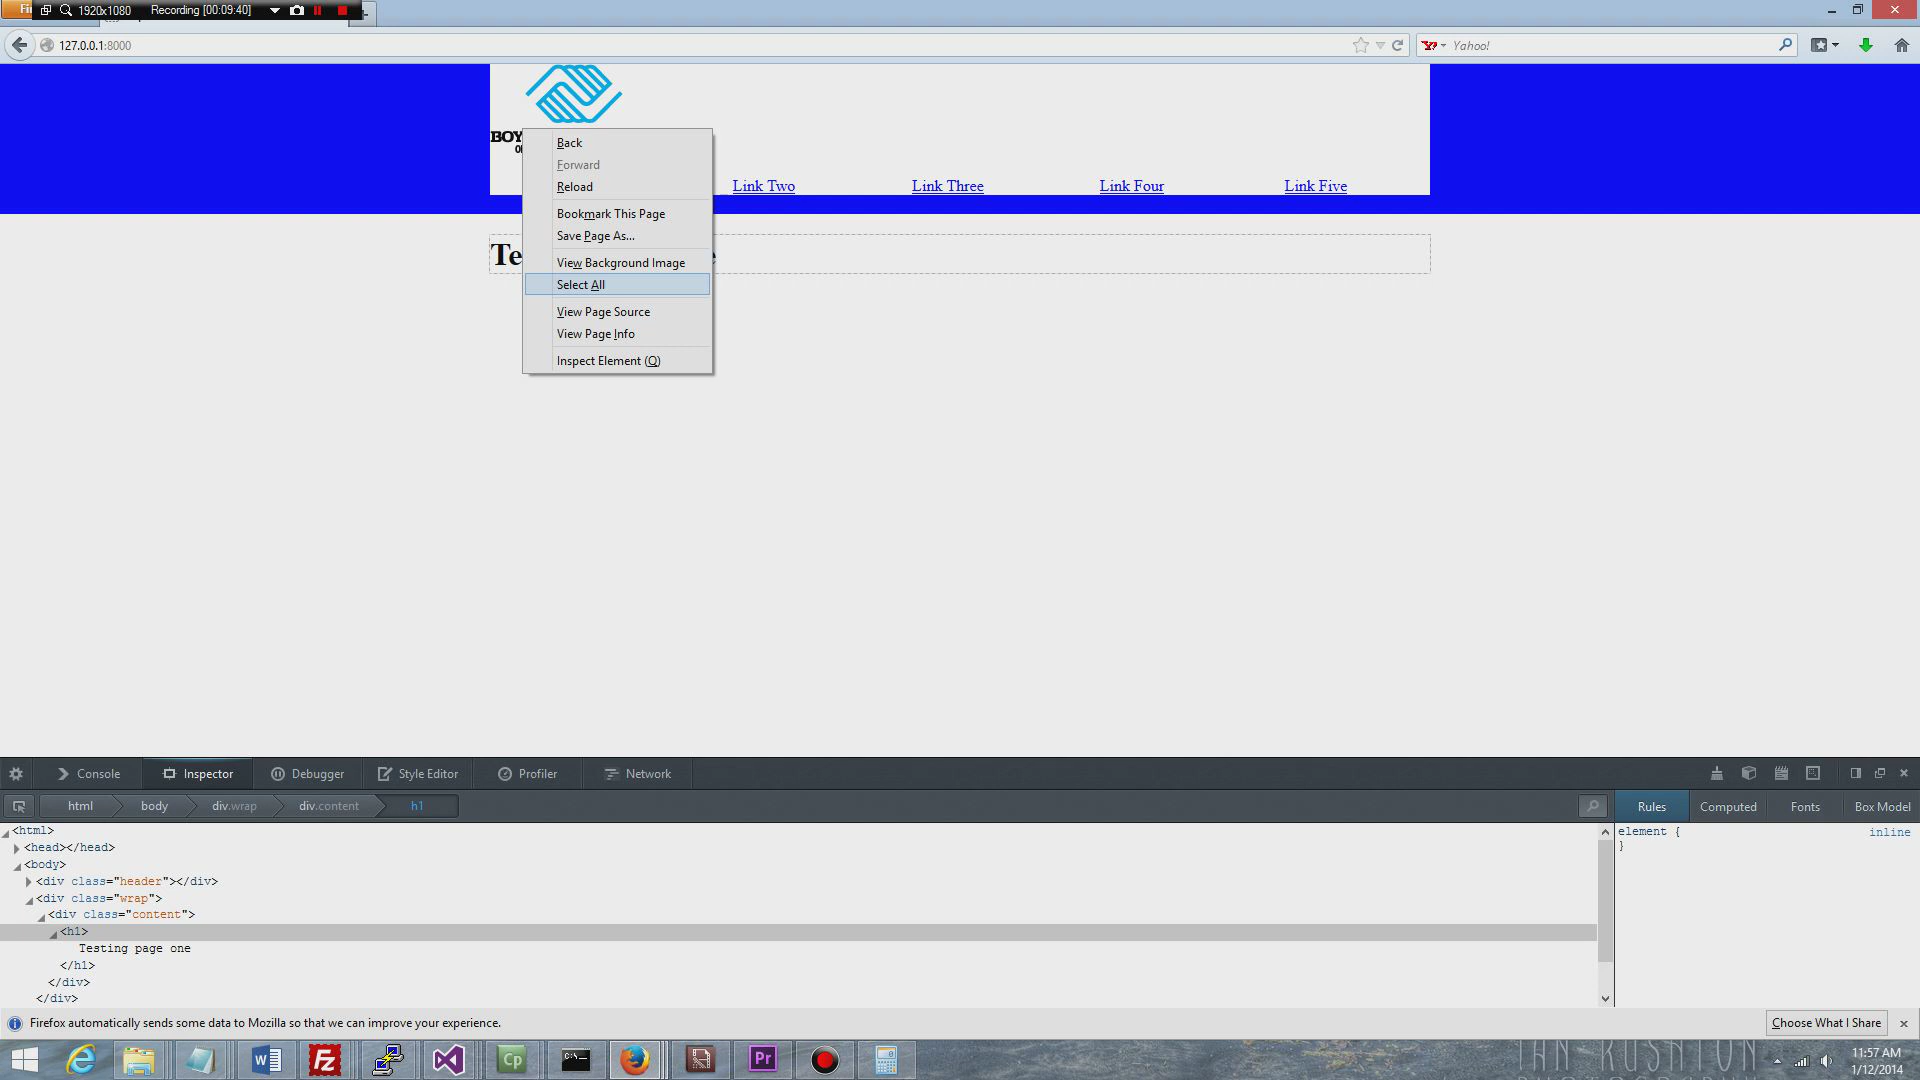 Fi 1920x1080 Recording [00:09:40]
127.0.0.1:8000
Yahoo!
BOY
Link Two Link Three Link Four Link Five
Te
Back
Forward
Reload
Bookmark This Page
Save Page As...
View Background Image
Select All
View Page Source
View Page Info
Inspect Element (Q)
Console Inspector Debugger Style Editor Profiler Network
html body div.wrap div.content h1
Rules Computed Fonts Box Model
<html>
<head></head>
<body>
<div class="header"></div>
<div class="wrap">
<div class="content">
<h1>
Testing page one
</h1>
</div>
</div>
element { inline
}
Firefox automatically sends some data to Mozilla so that we can improve your experience.
Choose What I Share
IAN RUSHTON
11:57 AM
1/12/2014